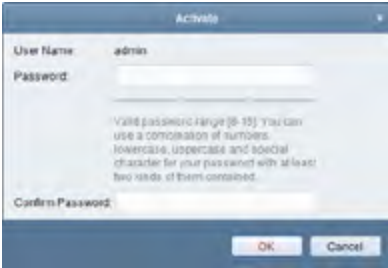 Activate
User Name: admin
Password:
Valid password range [8-16]. You can
use a combination of numbers,
lowercase, uppercase and special
character for your password with at least
two kinds of them contained.
Confirm Password:
OK Cancel